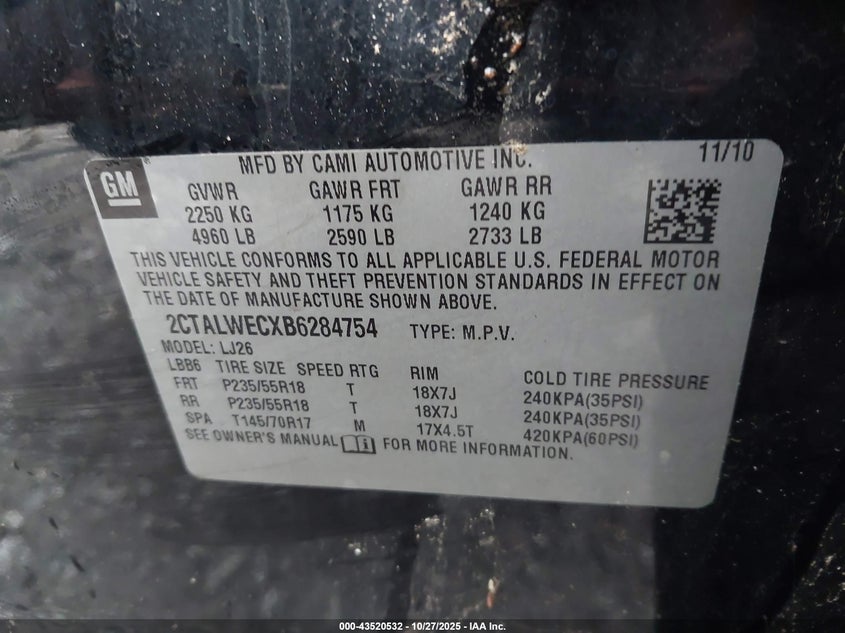 GM
MFD BY CAMI AUTOMOTIVE INC. 11/10
GVWR GAWR FRT GAWR RR
2250 KG 1175 KG 1240 KG
4960 LB 2590 LB 2733 LB
THIS VEHICLE CONFORMS TO ALL APPLICABLE U.S. FEDERAL MOTOR
VEHICLE SAFETY AND THEFT PREVENTION STANDARDS IN EFFECT ON
THE DATE OF MANUFACTURE SHOWN ABOVE.
2CTALWECXB6284754 TYPE: M.P.V.
MODEL: LJ26
LBB6 TIRE SIZE SPEED RTG RIM COLD TIRE PRESSURE
FRT P235/55R18 T 18X7J 240KPA(35PSI)
RR P235/55R18 T 18X7J 240KPA(35PSI)
SPA T145/70R17 M 17X4.5T 420KPA(60PSI)
SEE OWNER'S MANUAL FOR MORE INFORMATION.
000-43520532 - 10/27/2025 - IAA Inc.